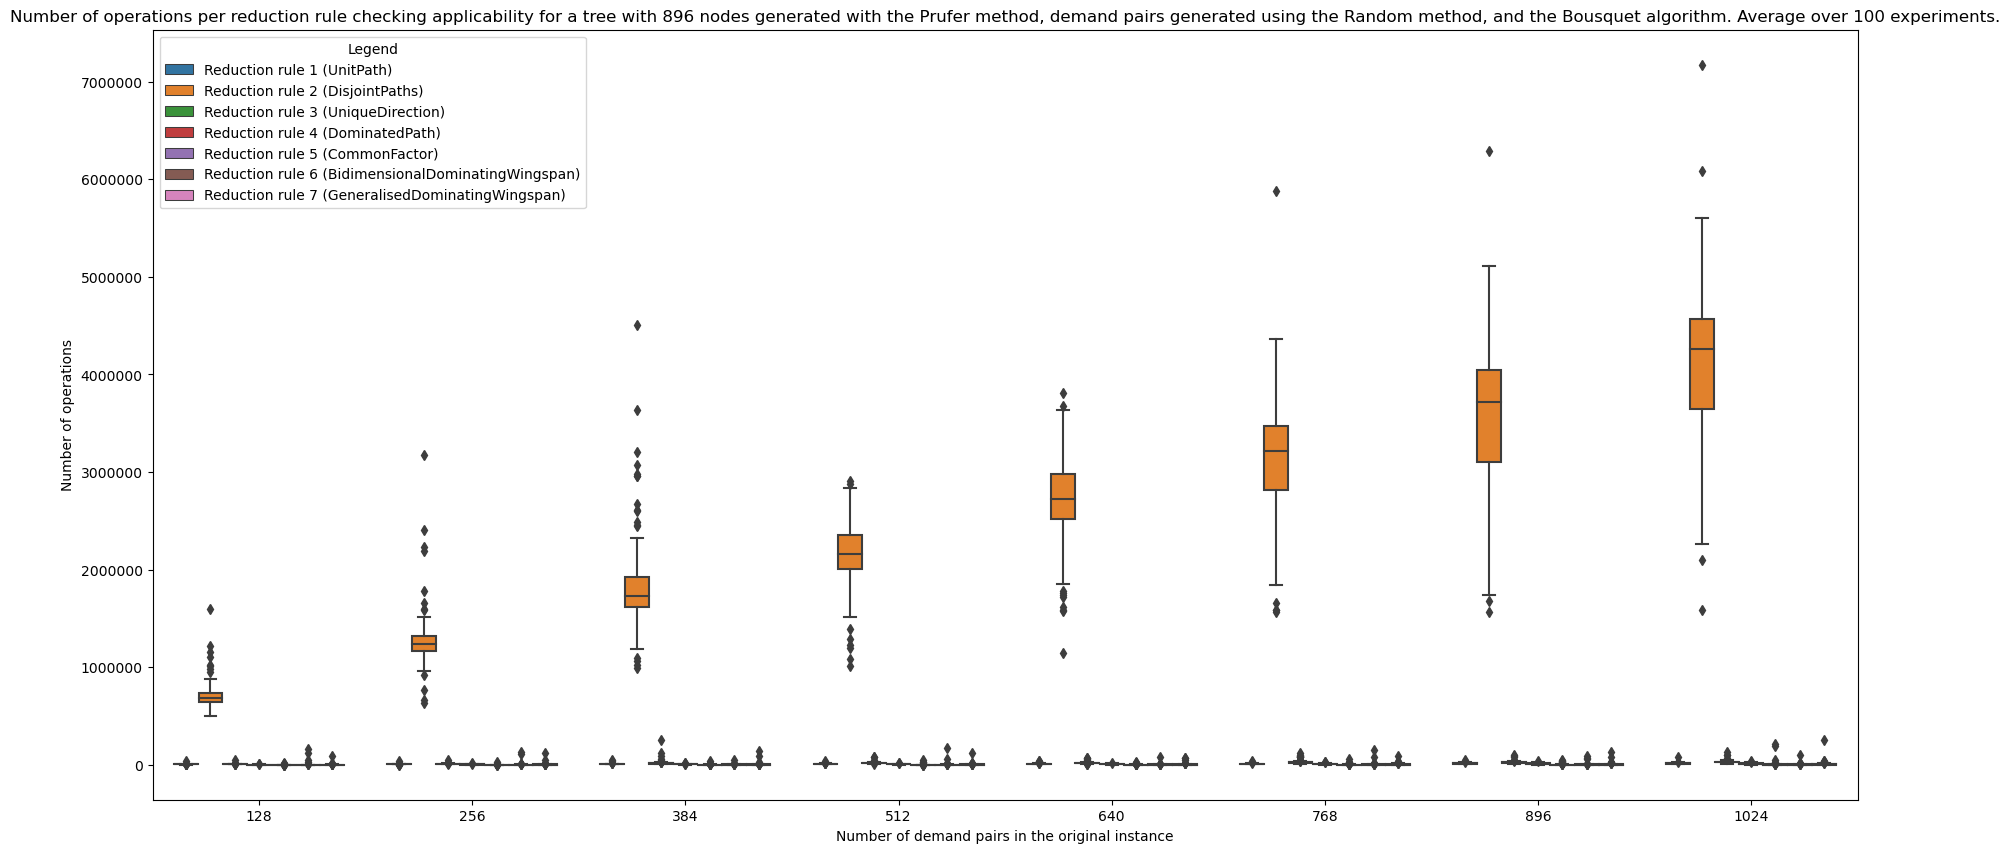 Number of operations per reduction rule checking applicability for a tree with 896 nodes generated with the Prufer method, demand pairs generated using the Random method, and the Bousquet algorithm. Average over 100 experiments.
Legend
Reduction rule 1 (UnitPath)
Reduction rule 2 (DisjointPaths)
Reduction rule 3 (UniqueDirection)
Reduction rule 4 (DominatedPath)
Reduction rule 5 (CommonFactor)
Reduction rule 6 (BidimensionalDominatingWingspan)
Reduction rule 7 (GeneralisedDominatingWingspan)
Number of operations
7000000
6000000
5000000
4000000
3000000
2000000
1000000
0
128 256 384 512 640 768 896 1024
Number of demand pairs in the original instance